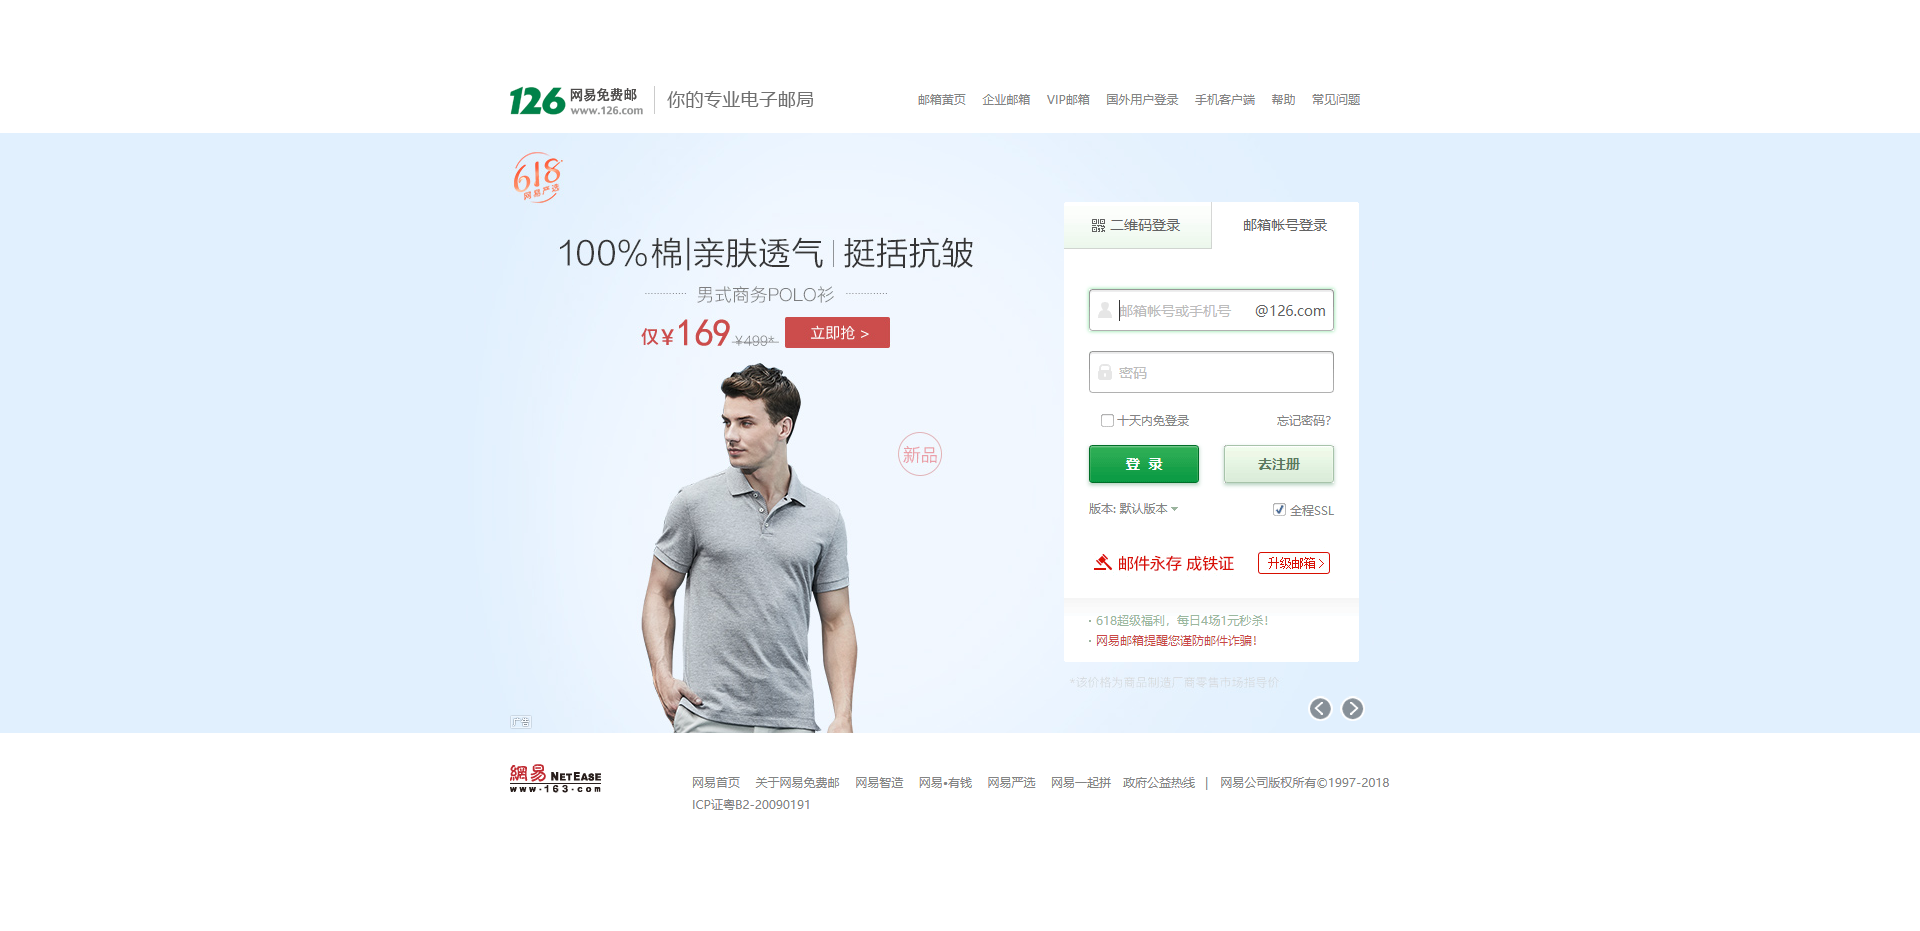 126 网易免费邮 www.126.com 你的专业电子邮局
邮箱黄页 企业邮箱 VIP邮箱 国外用户登录 手机客户端 帮助 常见问题
618
网易严选
100%棉|亲肤透气|挺括抗皱
男式商务POLO衫
仅¥169 ¥499* 立即抢 >
新品
广告
二维码登录 邮箱帐号登录
邮箱帐号或手机号 @126.com
密码
十天内免登录 忘记密码?
登 录 去注册
版本: 默认版本 全程SSL
邮件永存 成铁证 升级邮箱>
· 618超级福利，每日4场1元秒杀！
· 网易邮箱提醒您谨防邮件诈骗！
*该价格为商品制造厂商零售市场指导价
網易 NETEASE
www.163.com
网易首页 关于网易免费邮 网易智造 网易•有钱 网易严选 网易一起拼 政府公益热线 | 网易公司版权所有©1997-2018
ICP证粤B2-20090191